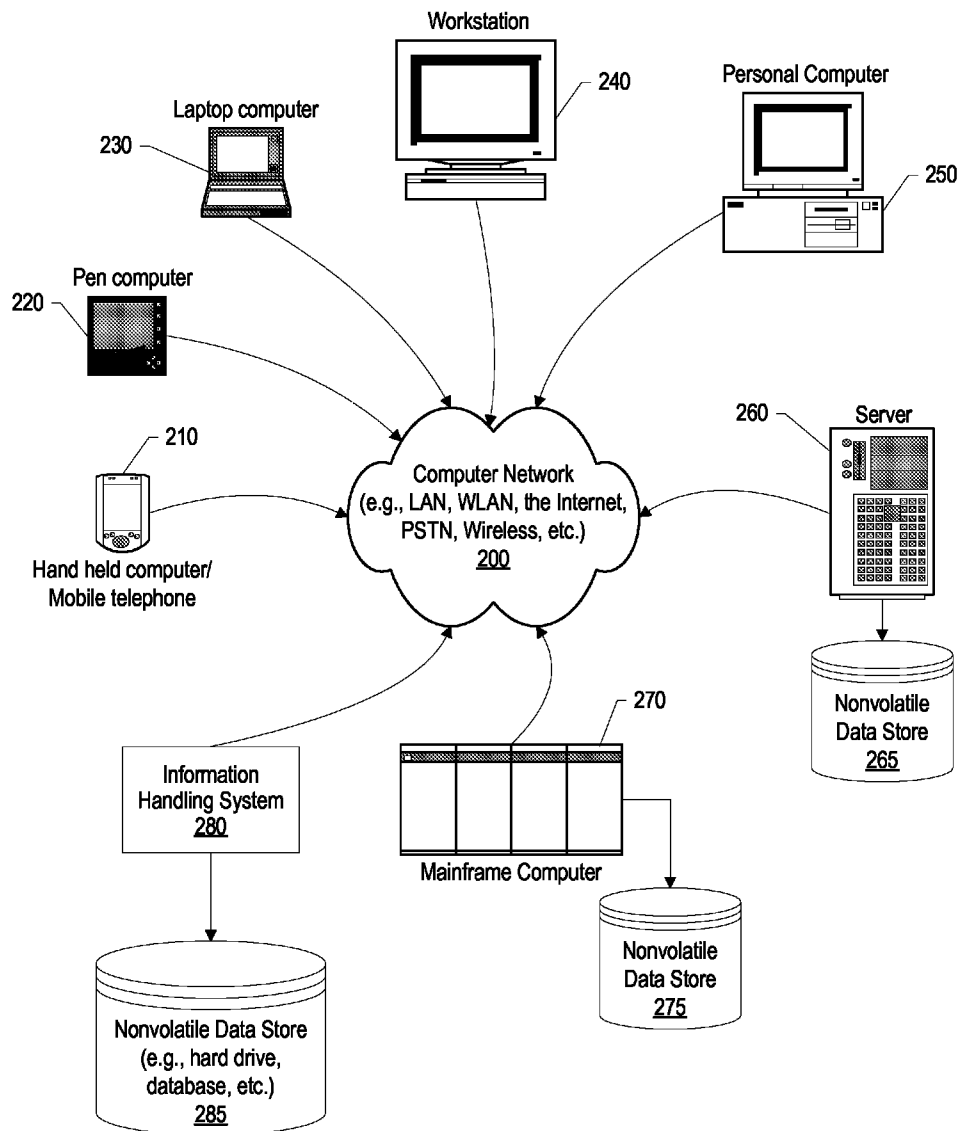 Workstation
240
Personal Computer
250
Laptop computer
230
Pen computer
220
210
Hand held computer/
Mobile telephone
Computer Network
(e.g., LAN, WLAN, the Internet,
PSTN, Wireless, etc.)
200
260
Server
Nonvolatile
Data Store
265
270
Mainframe Computer
Nonvolatile
Data Store
275
Information
Handling System
280
Nonvolatile Data Store
(e.g., hard drive,
database, etc.)
285